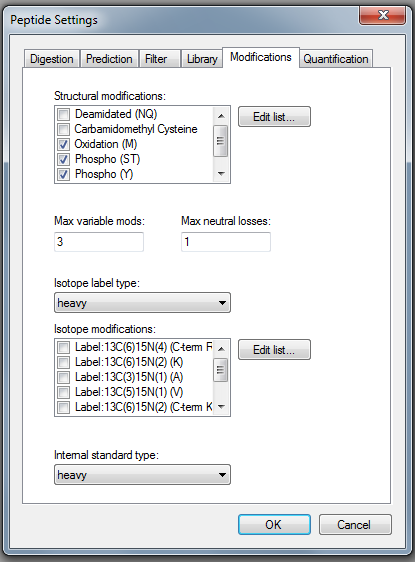 Peptide Settings
Digestion Prediction Filter Library Modifications Quantification
Structural modifications:
Deamidated (NQ)
Carbamidomethyl Cysteine
Oxidation (M)
Phospho (ST)
Phospho (Y)
Edit list...
Max variable mods: Max neutral losses:
3 1
Isotope label type:
heavy
Isotope modifications:
Label:13C(6)15N(4) (C-term R
Label:13C(6)15N(2) (K)
Label:13C(3)15N(1) (A)
Label:13C(5)15N(1) (V)
Label:13C(6)15N(2) (C-term K
Edit list...
Internal standard type:
heavy
OK Cancel